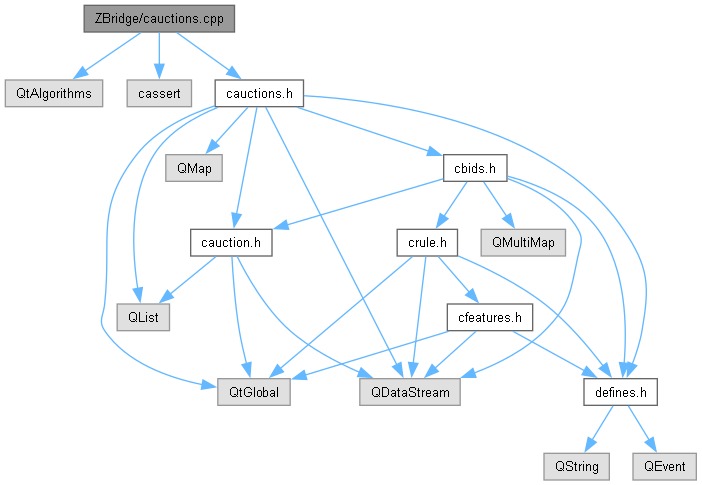 ZBridge/cauctions.cpp
QtAlgorithms
cassert
cauctions.h
QMap
cbids.h
cauction.h
crule.h
QMultiMap
QList
cfeatures.h
QtGlobal
QDataStream
defines.h
QString
QEvent